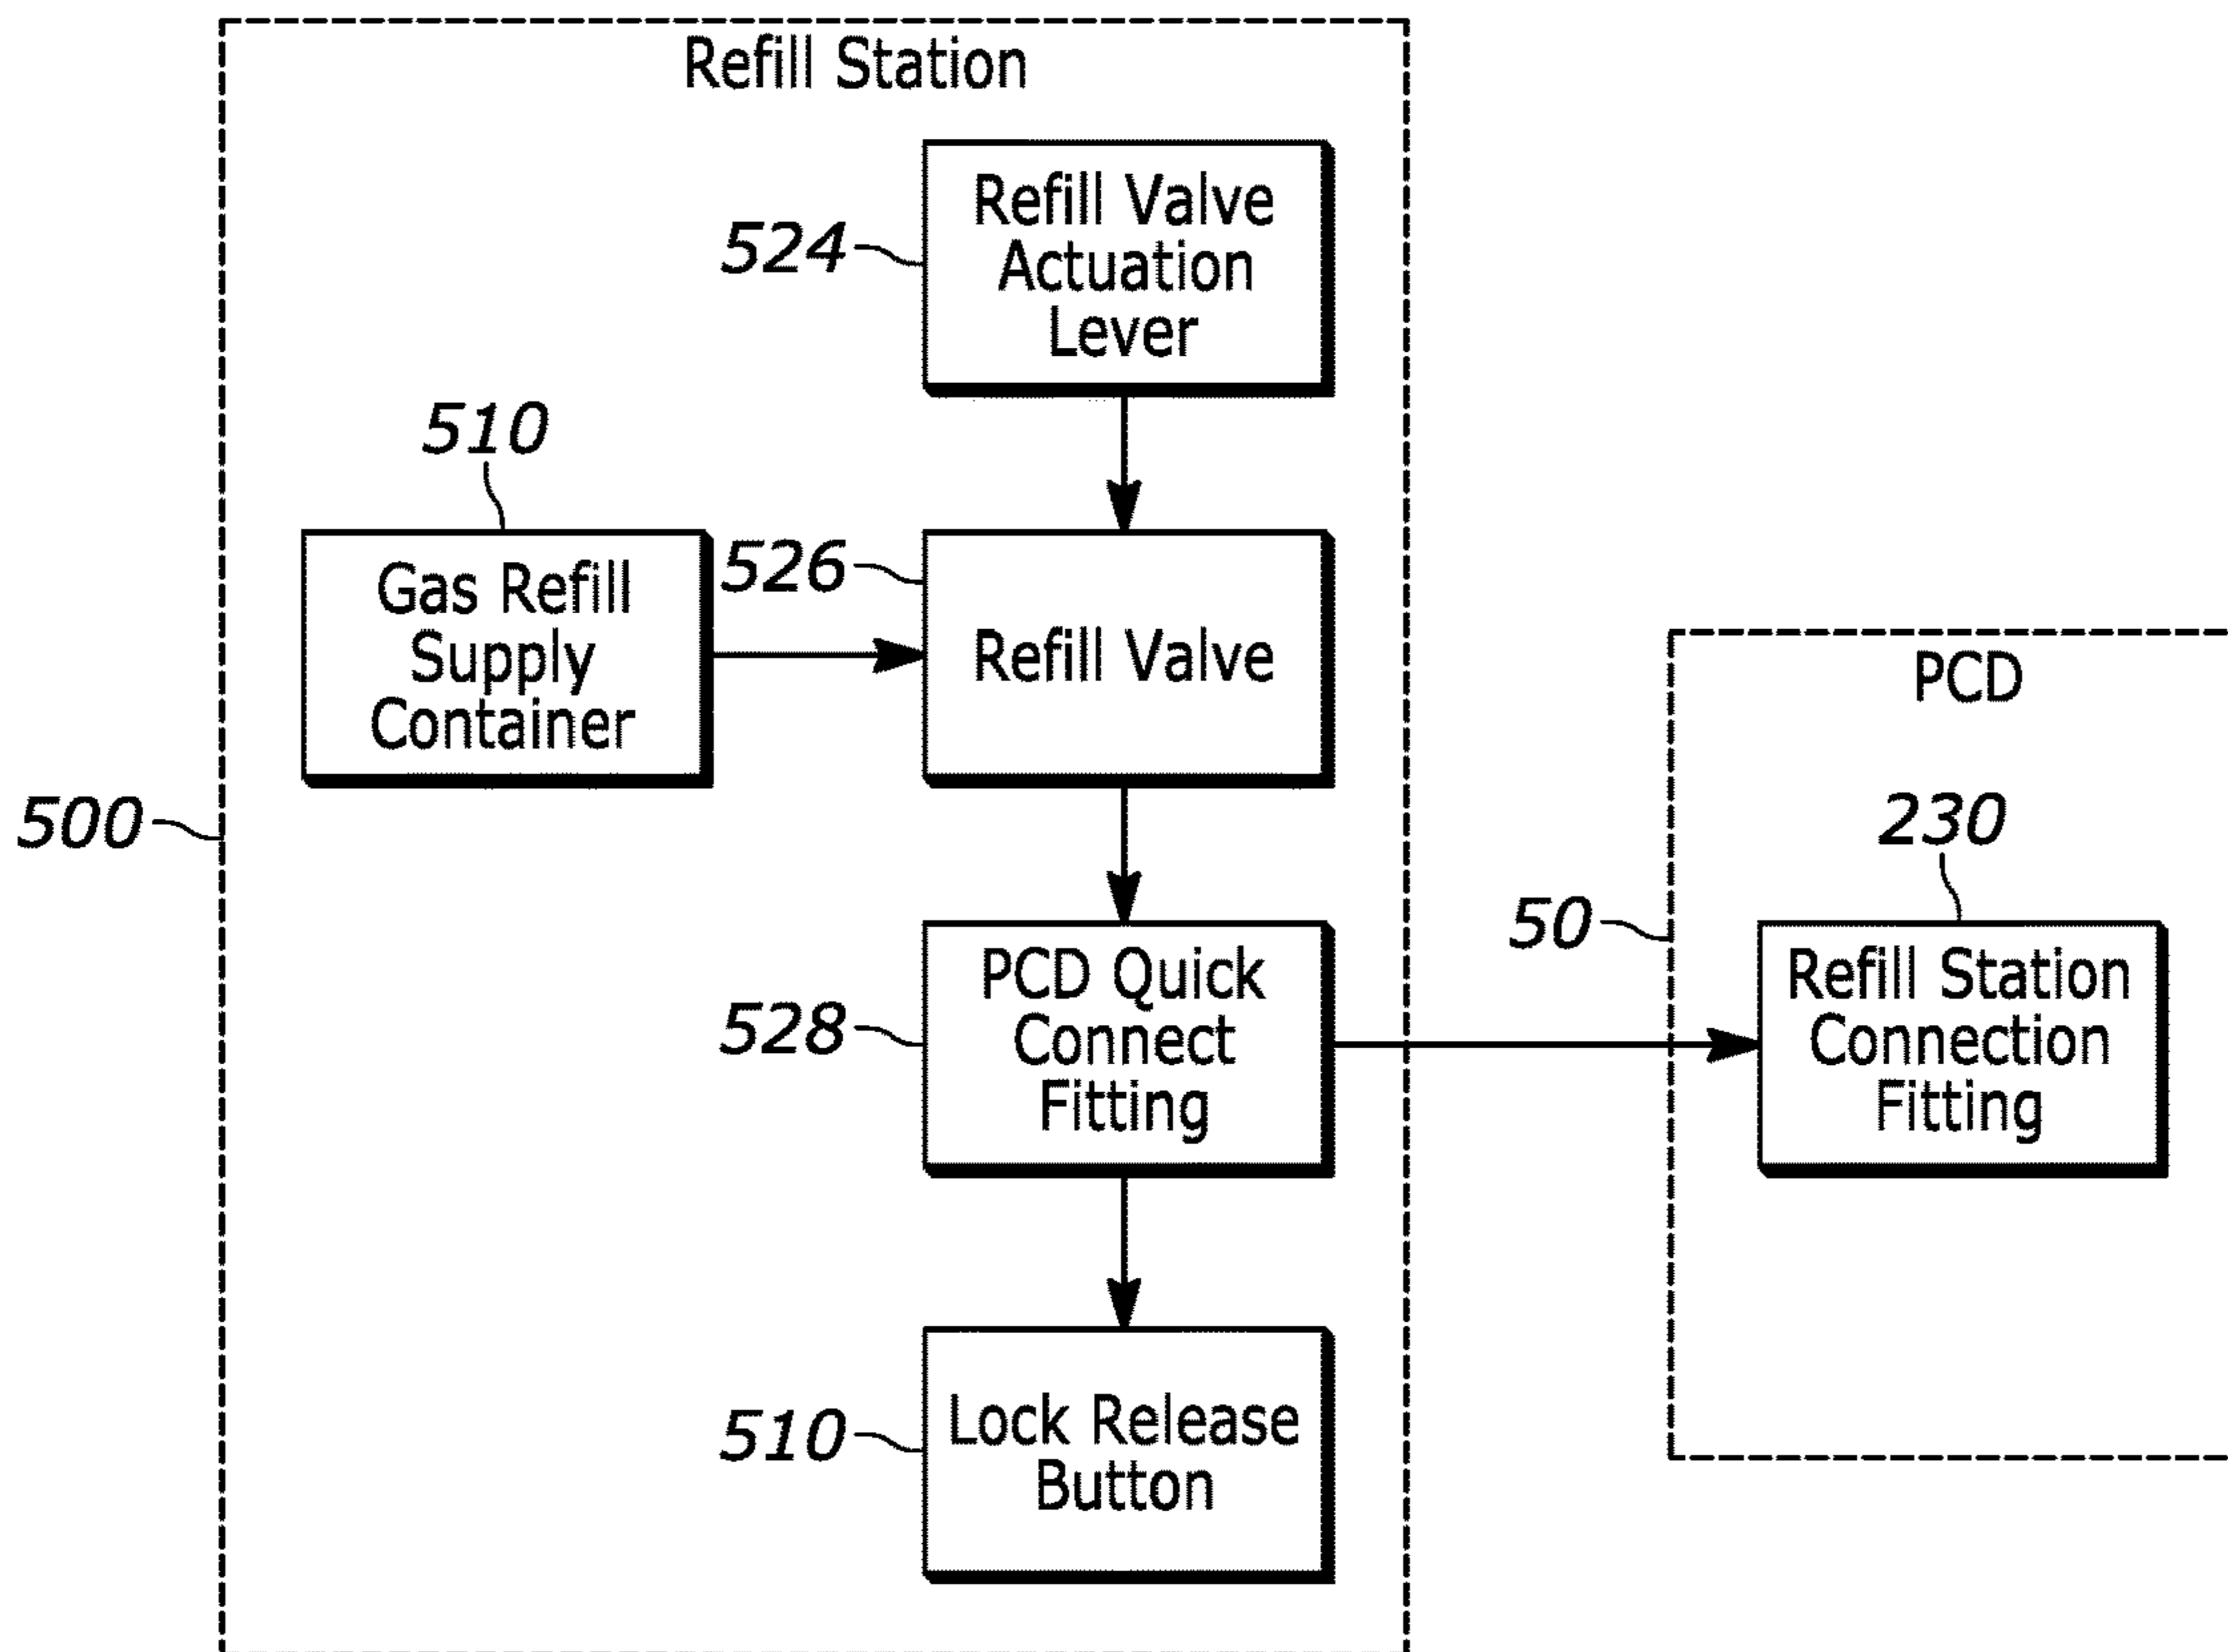 Refill Station
524
Refill Valve
Actuation
Lever
510
Gas Refill
Supply
Container
526
Refill Valve
500
528
PCD Quick
Connect
Fitting
510
Lock Release
Button
PCD
50
230
Refill Station
Connection
Fitting